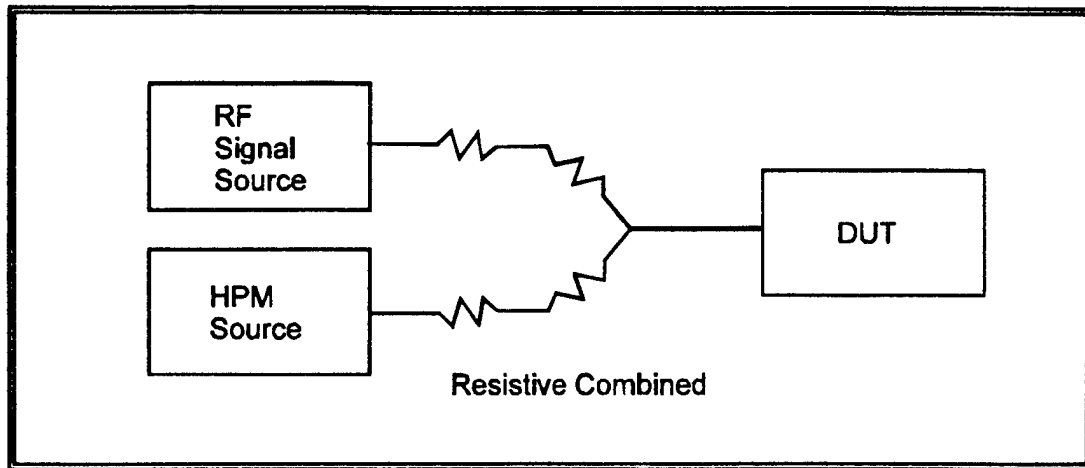 RF
Signal
Source
HPM
Source
DUT
Resistive Combined